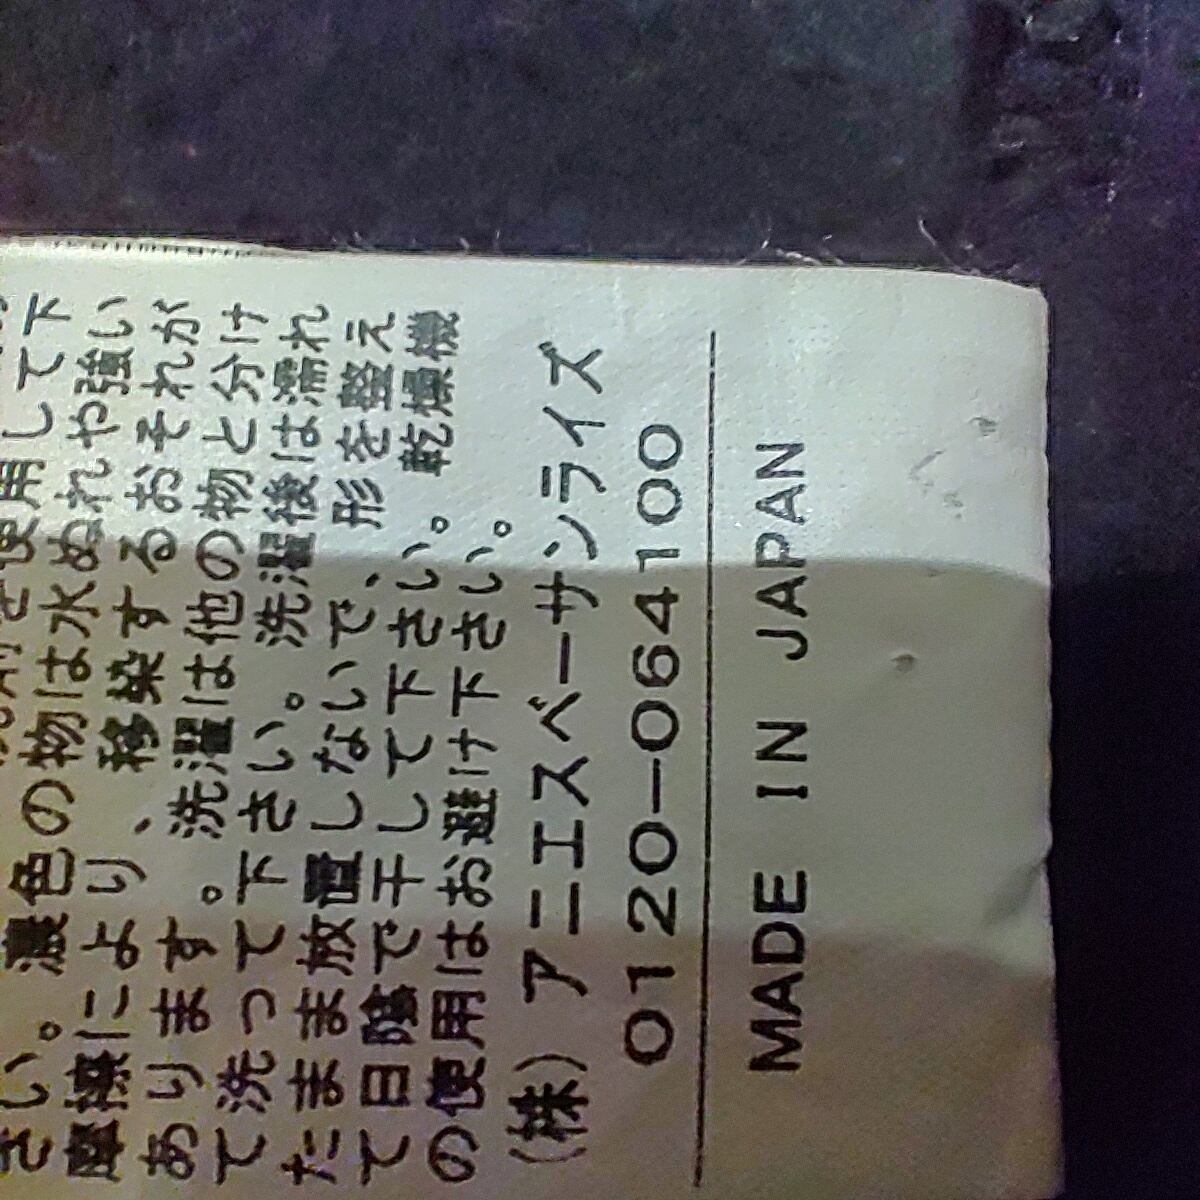 使用して下
さい。濃色の物は水ぬれや強い
摩擦により、移染するおそれが
あります。洗濯は他の物と分け
て洗って下さい。洗濯後は濡れ
たまま放置しないで、形を整え
て日陰で干して下さい。乾燥機
の使用はお避け下さい。
(株)アニエスベーサンライズ
0120-064100
MADE IN JAPAN